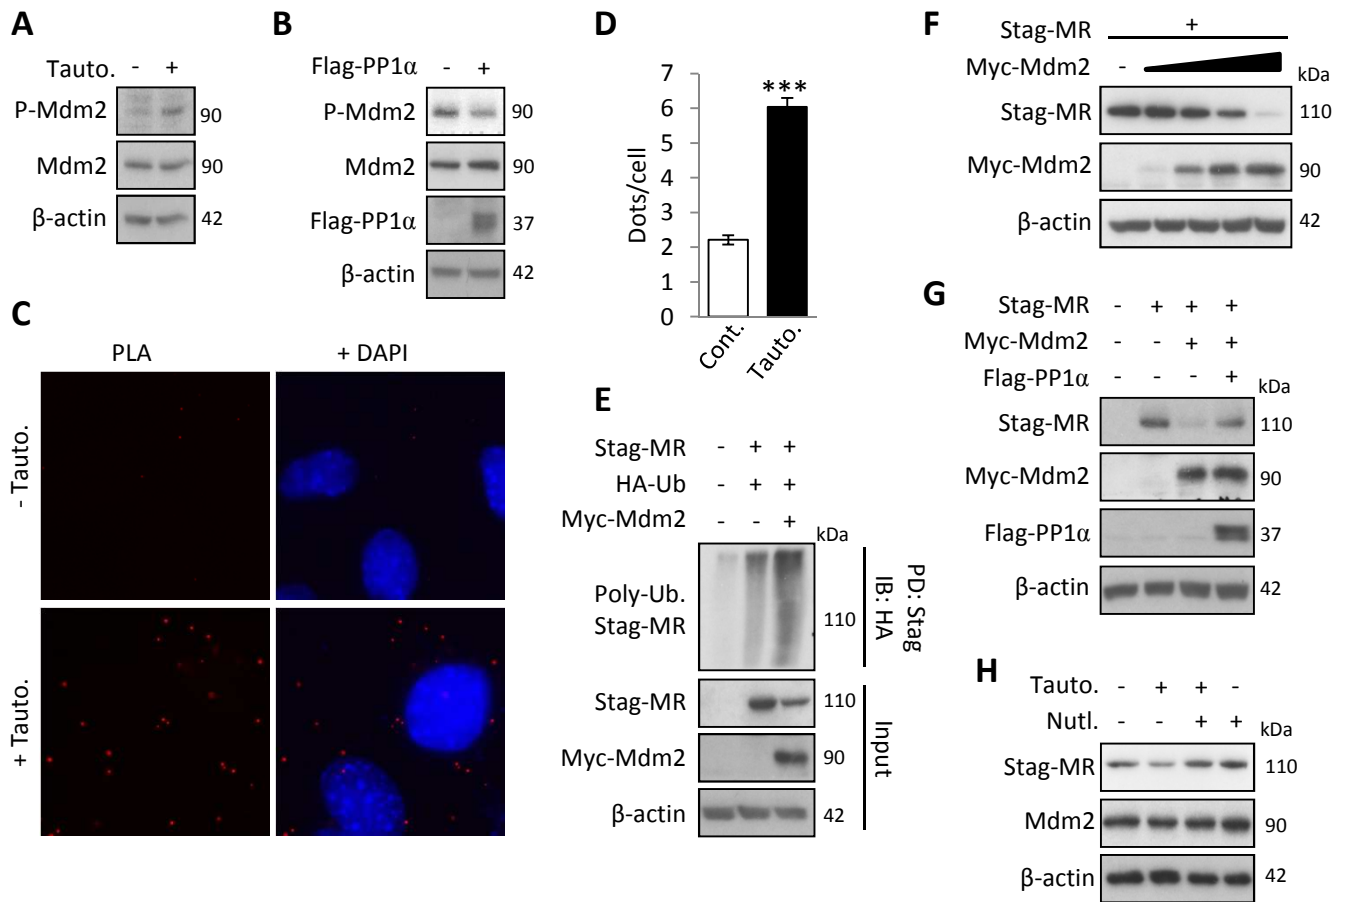 A
Tauto. - +
P-Mdm2 90
Mdm2 90
β-actin 42
B
Flag-PP1α - +
P-Mdm2 90
Mdm2 90
Flag-PP1α 37
β-actin 42
C
PLA + DAPI
- Tauto.
+ Tauto.
D
Dots/cell
7
6
5
4
3
2
1
0
***
Cont. Tauto.
E
Stag-MR - + +
HA-Ub - + +
Myc-Mdm2 - - +
kDa
Poly-Ub.
Stag-MR 110
PD: Stag
IB: HA
Stag-MR 110
Myc-Mdm2 90
β-actin 42
Input
F
Stag-MR +
Myc-Mdm2 -
kDa
Stag-MR 110
Myc-Mdm2 90
β-actin 42
G
Stag-MR - + + +
Myc-Mdm2 - - + +
Flag-PP1α - - - +
kDa
Stag-MR 110
Myc-Mdm2 90
Flag-PP1α 37
β-actin 42
H
Tauto. - + + -
Nutl. - - + +
kDa
Stag-MR 110
Mdm2 90
β-actin 42